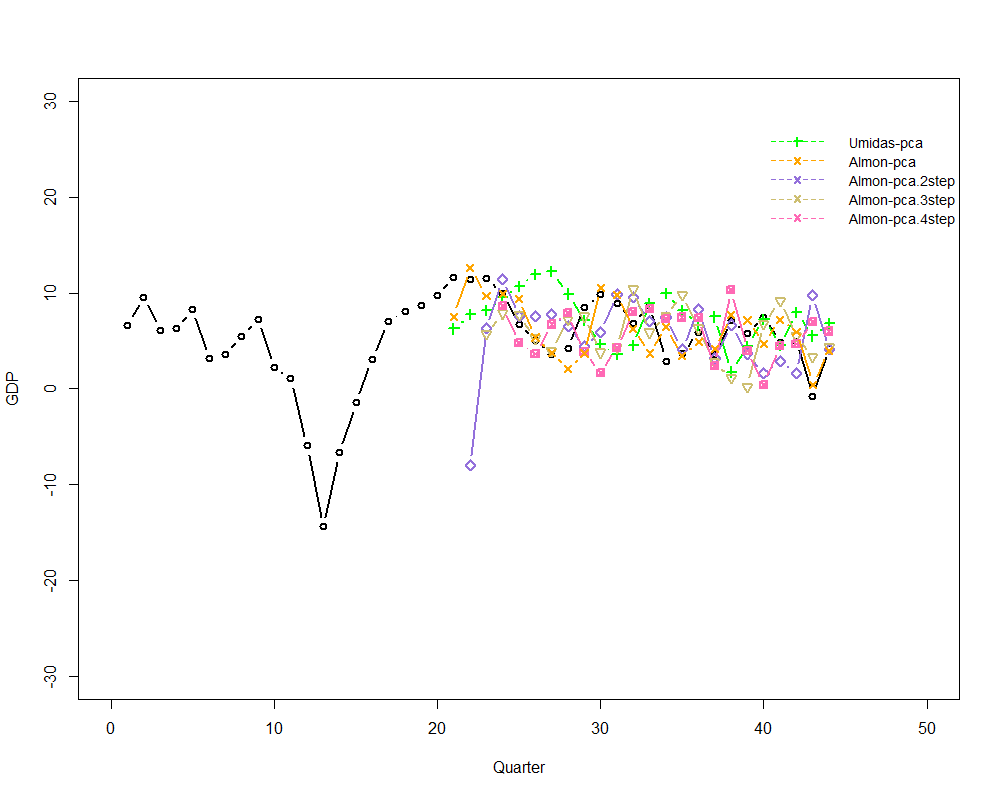 30
20
10
0
-10
-20
-30
GDP
Umidas-pca
Almon-pca
Almon-pca.2step
Almon-pca.3step
Almon-pca.4step
0 10 20 30 40 50
Quarter